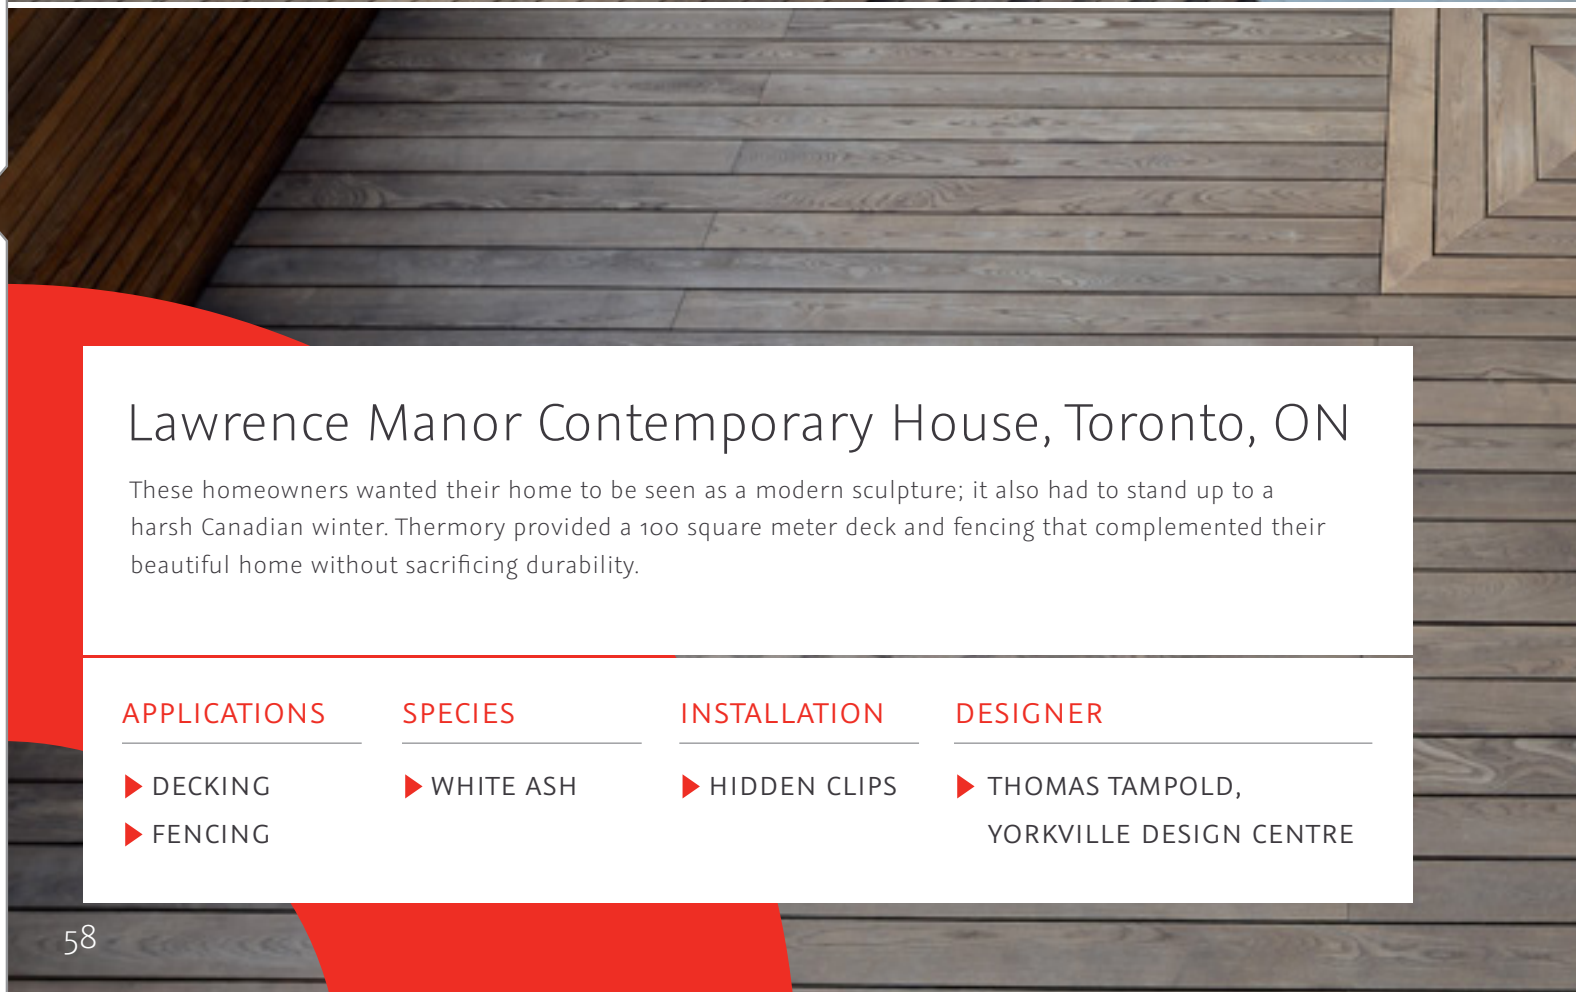 Lawrence Manor Contemporary House, Toronto, ON
These homeowners wanted their home to be seen as a modern sculpture; it also had to stand up to a
harsh Canadian winter. Thermory provided a 100 square meter deck and fencing that complemented their
beautiful home without sacrificing durability.
APPLICATIONS
DECKING
FENCING
SPECIES
WHITE ASH
INSTALLATION
HIDDEN CLIPS
DESIGNER
THOMAS TAMPOLD,
YORKVILLE DESIGN CENTRE
58